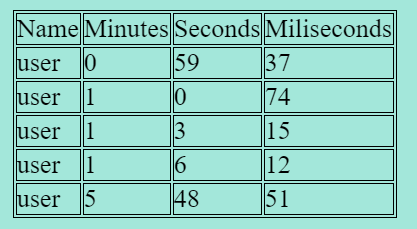 Name Minutes Seconds Miliseconds
user 0 59 37
user 1 0 74
user 1 3 15
user 1 6 12
user 5 48 51